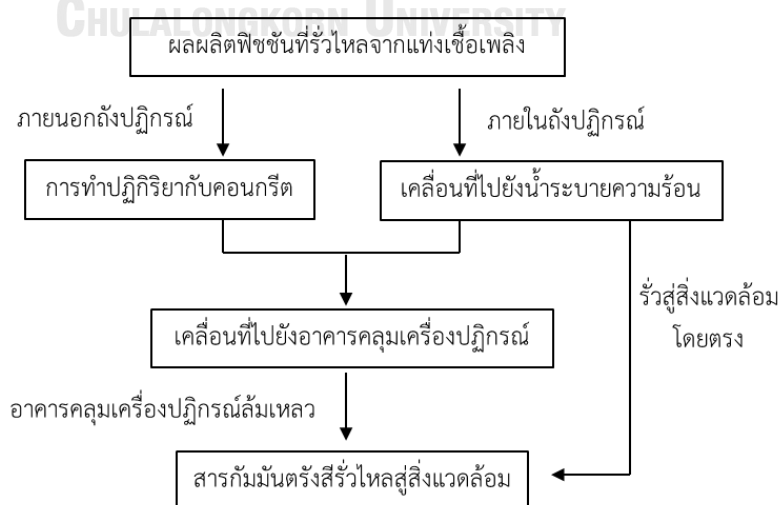 CHULALONGKORN UNIVERSITY
ผลผลิตฟิชชันที่รั่วไหลจากแท่งเชื้อเพลิง
ภายนอกถังปฏิกรณ์
ภายในถังปฏิกรณ์
การทำปฏิกิริยากับคอนกรีต
เคลื่อนที่ไปยังน้ำระบายความร้อน
รั่วสู่สิ่งแวดล้อม
โดยตรง
เคลื่อนที่ไปยังอาคารคลุมเครื่องปฏิกรณ์
อาคารคลุมเครื่องปฏิกรณ์ล้มเหลว
สารกัมมันตรังสีรั่วไหลสู่สิ่งแวดล้อม